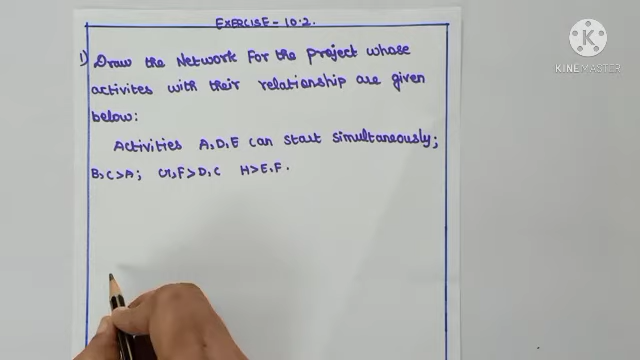 EXERCISE - 10.2.
1) Draw the Network for the project whose
activites with their relationship are given
below:
Activities A, D, E can start simultaneously;
B, C > A; G, F > D, C H > E, F.
KINEMASTER